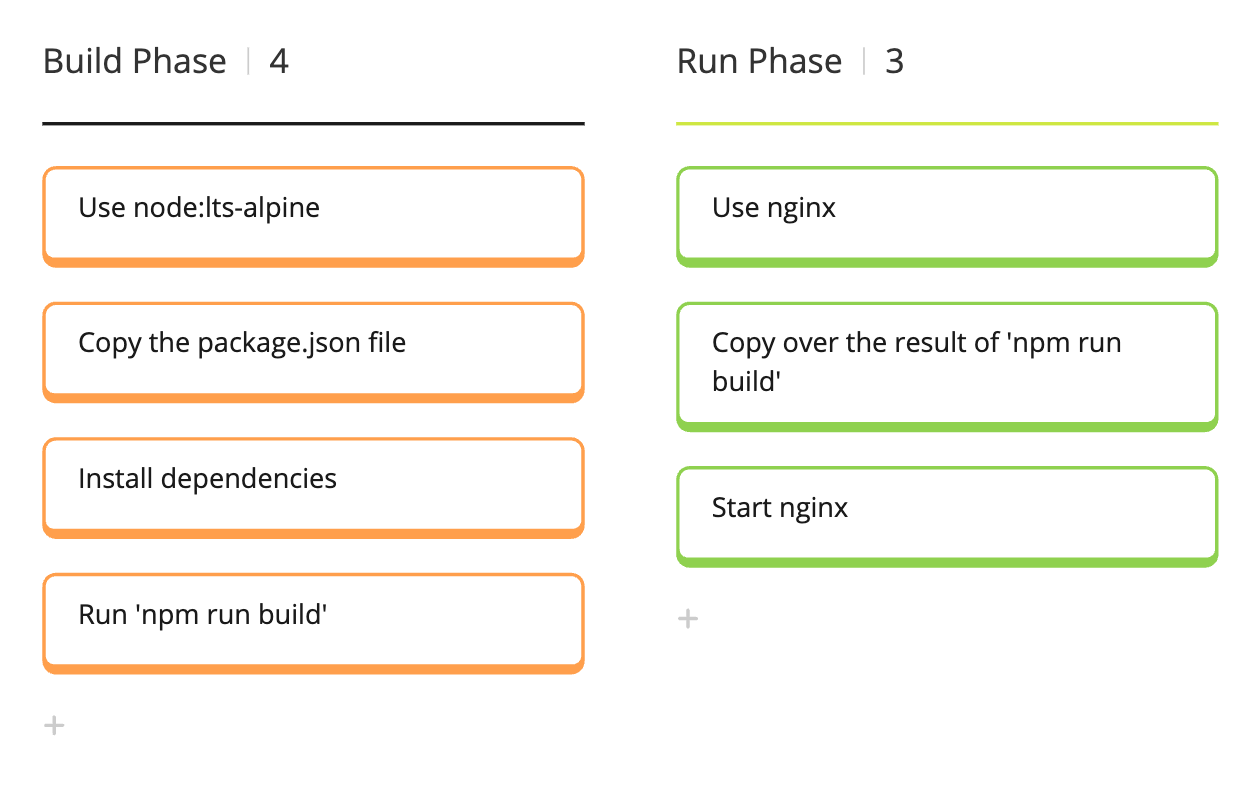 Build Phase | 4
Use node:lts-alpine
Copy the package.json file
Install dependencies
Run 'npm run build'
+
Run Phase | 3
Use nginx
Copy over the result of 'npm run
build'
Start nginx
+